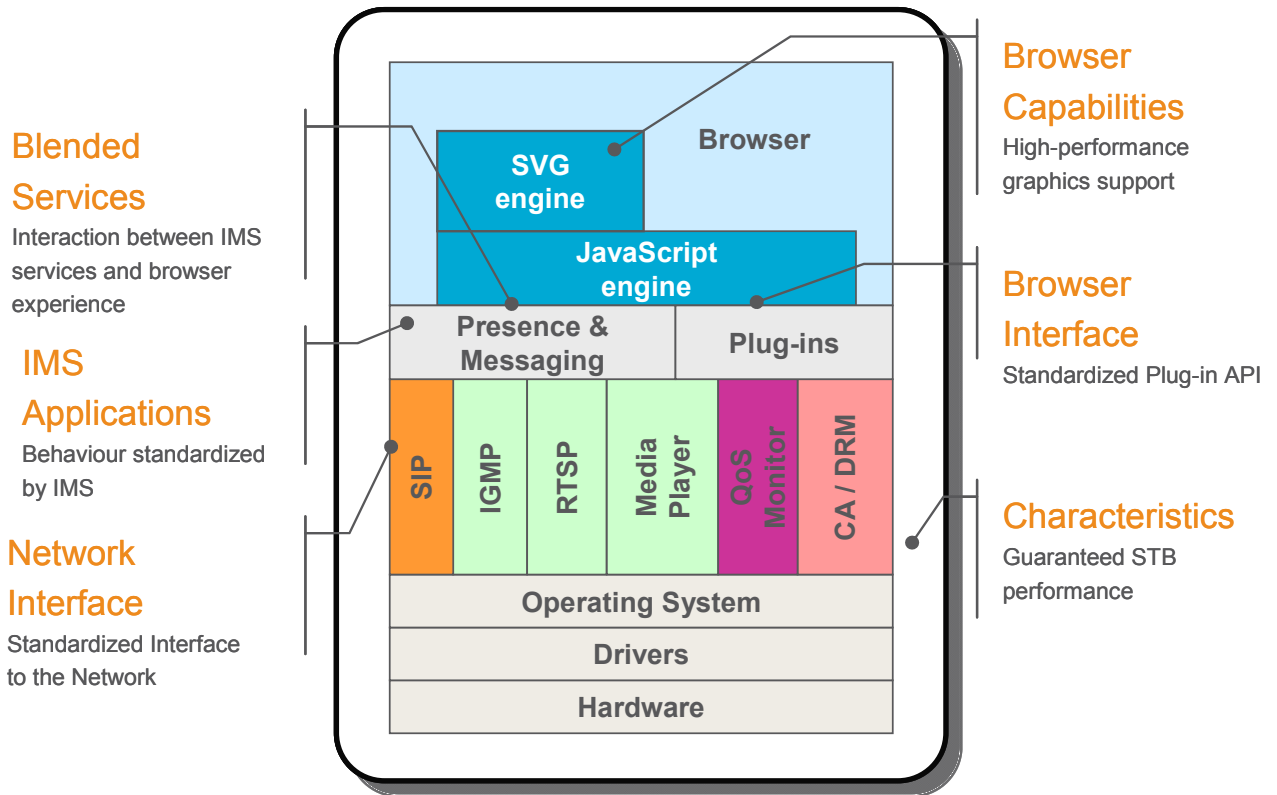 Blended
Services
Interaction between IMS
services and browser
experience
IMS
Applications
Behaviour standardized
by IMS
Network
Interface
Standardized Interface
to the Network
Browser
SVG
engine
JavaScript
engine
Presence &
Messaging
Plug-ins
SIP
IGMP
RTSP
Media
Player
QoS
Monitor
CA / DRM
Operating System
Drivers
Hardware
Browser
Capabilities
High-performance
graphics support
Browser
Interface
Standardized Plug-in API
Characteristics
Guaranteed STB
performance